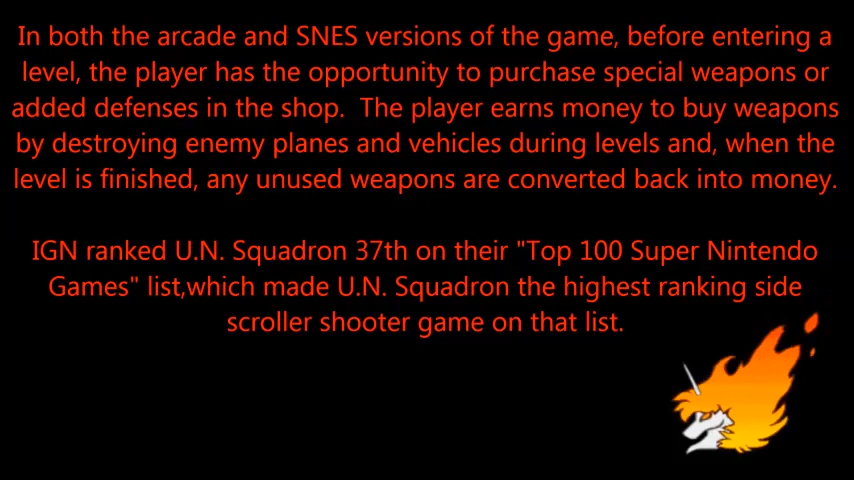 In both the arcade and SNES versions of the game, before entering a
level, the player has the opportunity to purchase special weapons or
added defenses in the shop.  The player earns money to buy weapons
by destroying enemy planes and vehicles during levels and, when the
level is finished, any unused weapons are converted back into money.
IGN ranked U.N. Squadron 37th on their "Top 100 Super Nintendo
Games" list,which made U.N. Squadron the highest ranking side
scroller shooter game on that list.